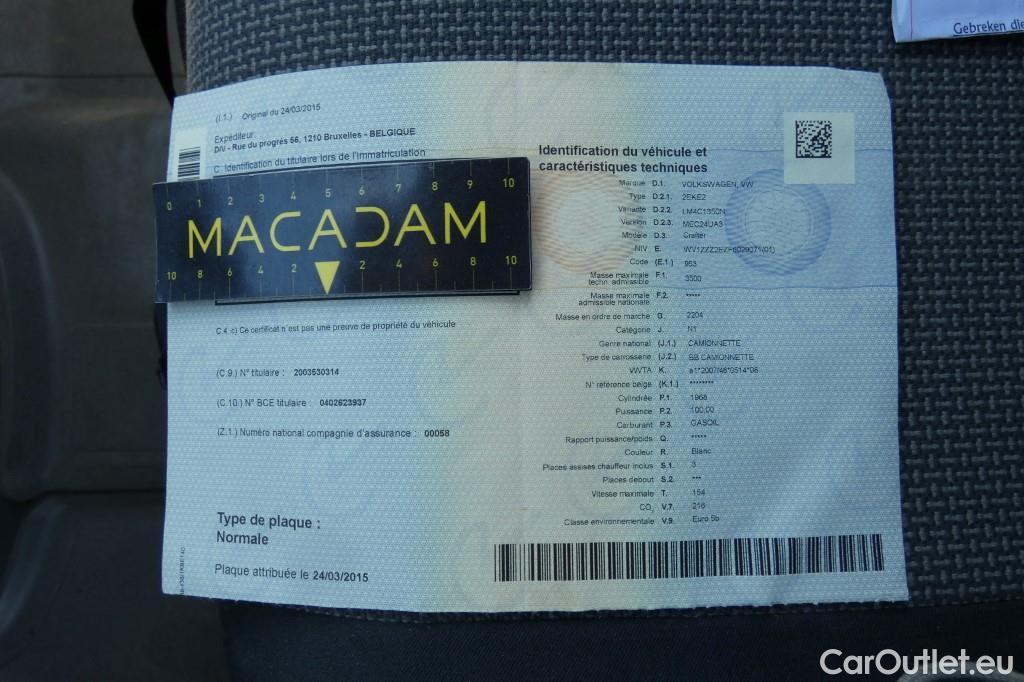 Gebreken die
(I.1.) Original du 24/03/2015
Expéditeur
DIV - Rue du progrès 56, 1210 Bruxelles - BELGIQUE
C. Identification du titulaire lors de l'immatriculation
0 1 2 3 4 5 6 7 8 9 10
MACADAM
10 8 6 4 2 2 4 6 8 10
C.4.c) Ce certificat n'est pas une preuve de propriété du véhicule
(C.9.) N° titulaire : 2003530314
(C.10.) N° BCE titulaire : 0402623937
(Z.1.) Numéro national compagnie d'assurance : 00058
Type de plaque :
Normale
Plaque attribuée le 24/03/2015
Identification du véhicule et
caractéristiques techniques
Marque D.1. VOLKSWAGEN, VW
Type D.2.1. 2EKE2
Variante D.2.2. LM4C1350N
Version D.2.3. MEC24UA3
Modèle D.3. Crafter
NIV E.
Code (E.1.) 953
Masse maximale
techn. admissible F.1. 3500
Masse maximale
admissible nationale F.2. *****
Masse en ordre de marche G. 2204
Catégorie J. N1
Genre national (J.1.) CAMIONNETTE
Type de carrosserie (J.2.) BB CAMIONNETTE
WVTA K. e1*2007/46*0514*06
N° référence belge (K.1.) ********
Cylindrée P.1. 1968
Puissance P.2. 100,00
Carburant P.3. GASOIL
Rapport puissance/poids Q. *****
Couleur R. Blanc
Places assises chauffeur inclus S.1. 3
Places debout S.2. ***
Vitesse maximale T. 154
CO2 V.7. 216
Classe environnementale V.9. Euro 5b
CarOutlet.eu